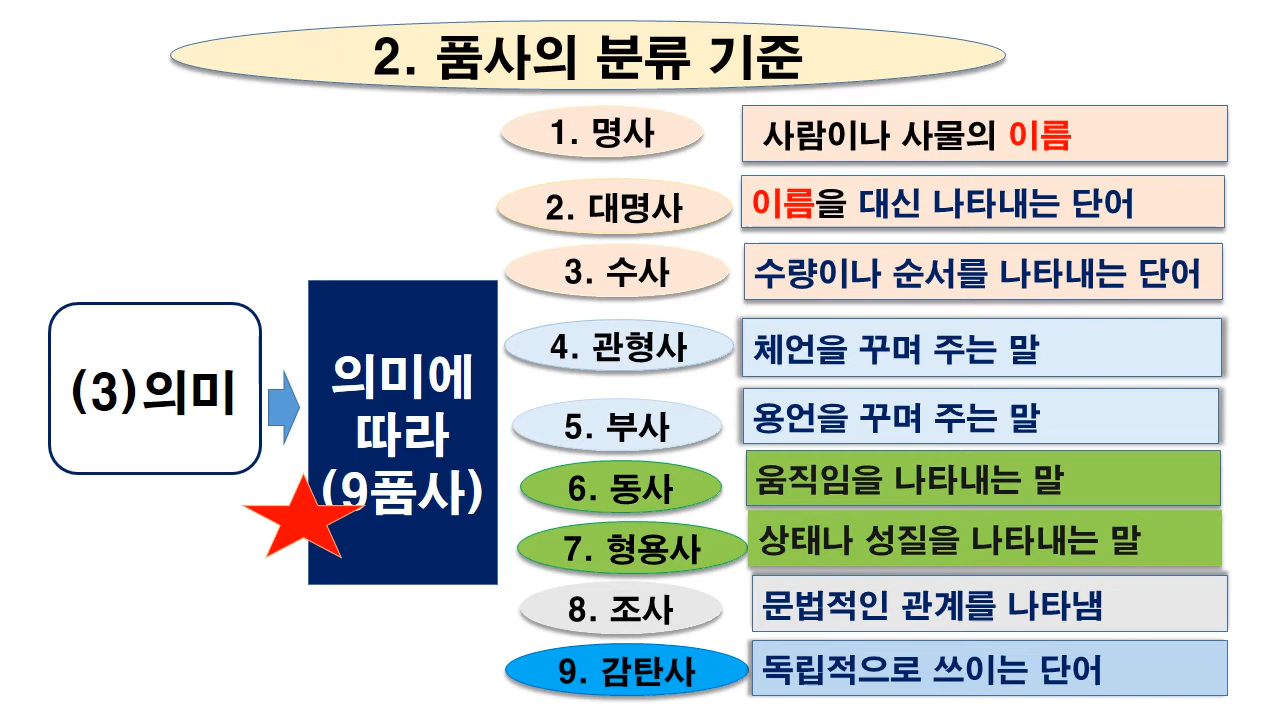 2. 품사의 분류 기준
(3)의미
의미에
따라
(9품사)
1. 명사
사람이나 사물의 이름
2. 대명사
이름을 대신 나타내는 단어
3. 수사
수량이나 순서를 나타내는 단어
4. 관형사
체언을 꾸며 주는 말
5. 부사
용언을 꾸며 주는 말
6. 동사
움직임을 나타내는 말
7. 형용사
상태나 성질을 나타내는 말
8. 조사
문법적인 관계를 나타냄
9. 감탄사
독립적으로 쓰이는 단어